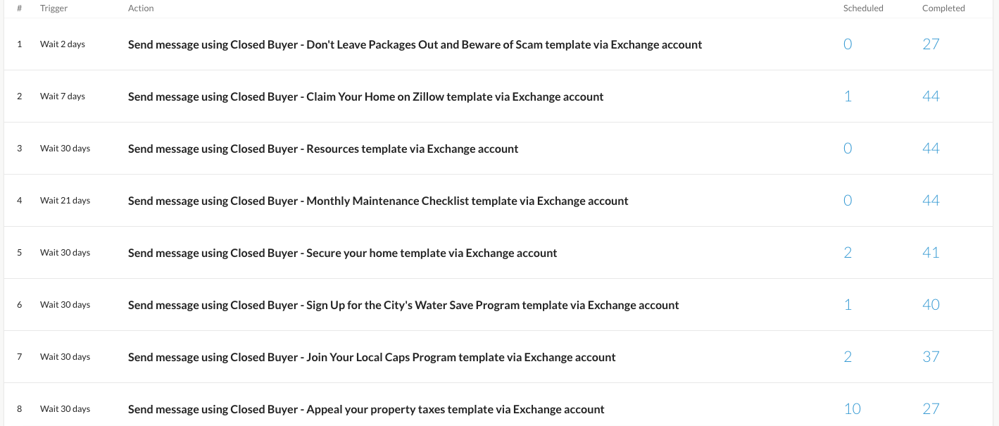 # Trigger Action Scheduled Completed
1 Wait 2 days Send message using Closed Buyer - Don't Leave Packages Out and Beware of Scam template via Exchange account 0 27
2 Wait 7 days Send message using Closed Buyer - Claim Your Home on Zillow template via Exchange account 1 44
3 Wait 30 days Send message using Closed Buyer - Resources template via Exchange account 0 44
4 Wait 21 days Send message using Closed Buyer - Monthly Maintenance Checklist template via Exchange account 0 44
5 Wait 30 days Send message using Closed Buyer - Secure your home template via Exchange account 2 41
6 Wait 30 days Send message using Closed Buyer - Sign Up for the City's Water Save Program template via Exchange account 1 40
7 Wait 30 days Send message using Closed Buyer - Join Your Local Caps Program template via Exchange account 2 37
8 Wait 30 days Send message using Closed Buyer - Appeal your property taxes template via Exchange account 10 27